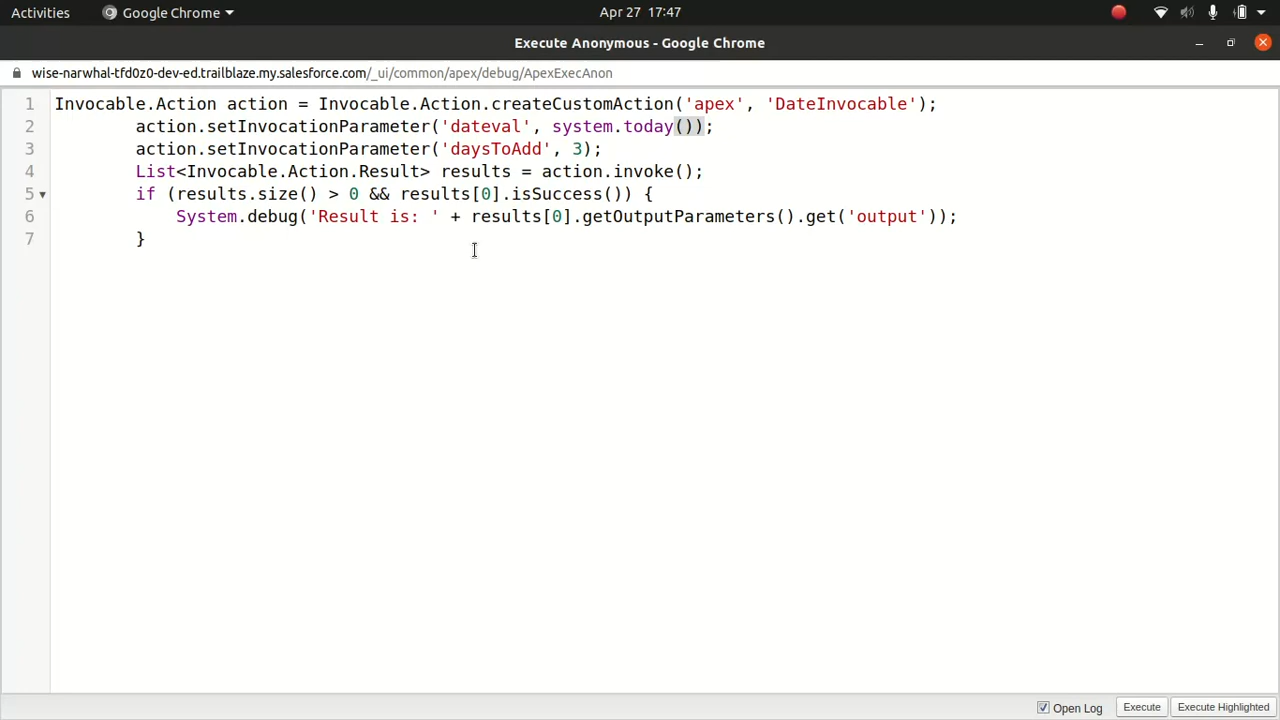 Activities Google Chrome Apr 27 17:47
Execute Anonymous - Google Chrome
wise-narwhal-tfd0z0-dev-ed.trailblaze.my.salesforce.com/_ui/common/apex/debug/ApexExecAnon
1 Invocable.Action action = Invocable.Action.createCustomAction('apex', 'DateInvocable');
2 action.setInvocationParameter('dateval', system.today());
3 action.setInvocationParameter('daysToAdd', 3);
4 List<Invocable.Action.Result> results = action.invoke();
5 if (results.size() > 0 && results[0].isSuccess()) {
6 System.debug('Result is: ' + results[0].getOutputParameters().get('output'));
7 }
Open Log Execute Execute Highlighted